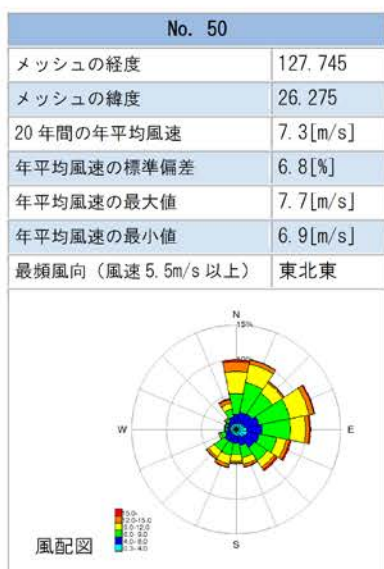 No. 50
メッシュの経度 127.745
メッシュの緯度 26.275
20年間の年平均風速 7.3[m/s]
年平均風速の標準偏差 6.8[%]
年平均風速の最大値 7.7[m/s]
年平均風速の最小値 6.9[m/s]
最頻風向（風速5.5m/s以上） 東北東
N
15%
W
E
S
風配図